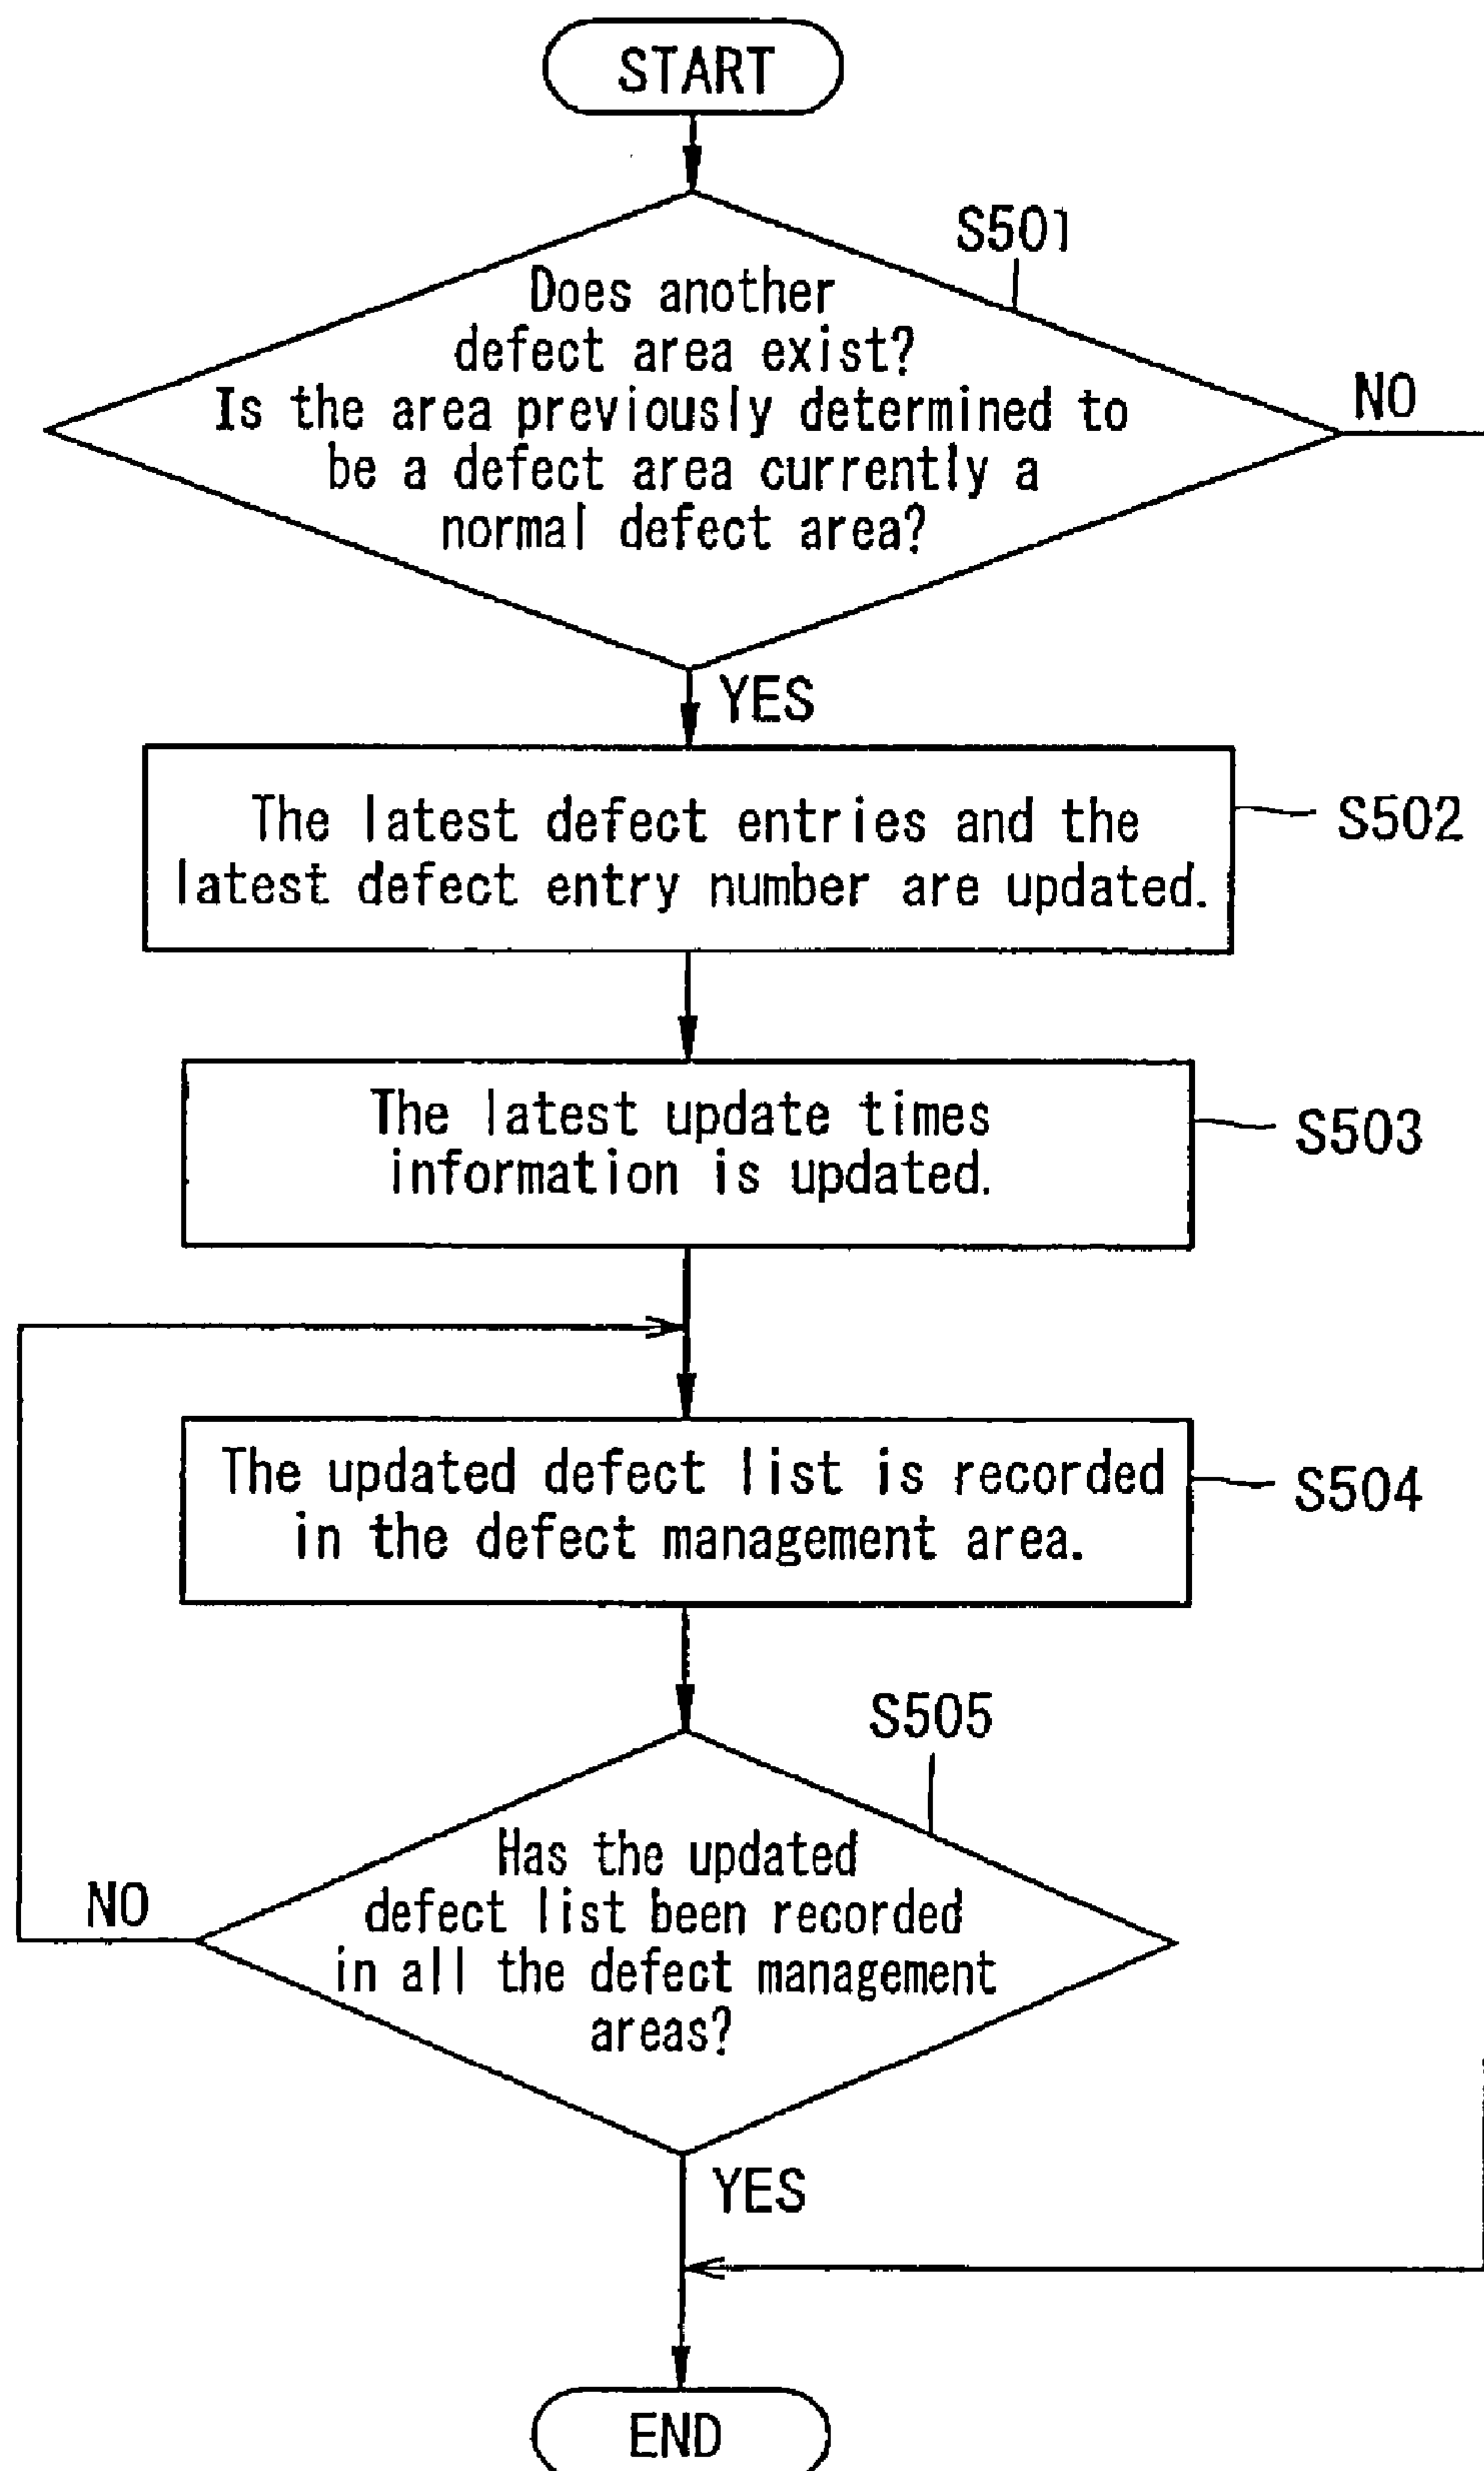 START
S501
Does another
defect area exist?
Is the area previously determined to
be a defect area currently a
normal defect area?
NO
YES
The latest defect entries and the
latest defect entry number are updated.
S502
The latest update times
information is updated.
S503
The updated defect list is recorded
in the defect management area.
S504
S505
Has the updated
defect list been recorded
in all the defect management
areas?
NO
YES
END